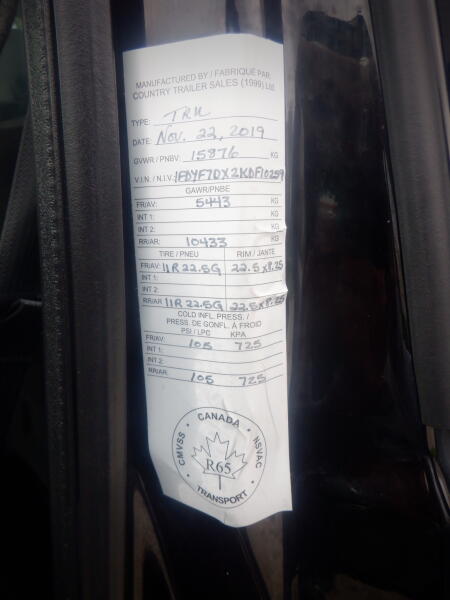 MANUFACTURED BY / FABRIQUÉ PAR:
COUNTRY TRAILER SALES (1999) Ltd.
TYPE: TRU
DATE: NOV. 22, 2019
GVWR / PNBV: 15876 KG
V.I.N. / N.I.V.: 1FDYF7DX2KDF10259
GAWR/PNBE
FR/AV: 5443 KG
INT 1: KG
INT 2: KG
RR/AR: 10433 KG
TIRE / PNEU RIM / JANTE
FR/AV: 11R22.5G 22.5x8.25
INT 1:
INT 2:
RR/AR 11R22.5G 22.5x8.25
COLD INFL. PRESS. /
PRESS. DE GONFL. À FROID
PSI / LPC KPA
FR/AV: 105 725
INT 1:
INT 2:
RR/AR: 105 725
CANADA
CMVSS • NSVAC
R65
TRANSPORT